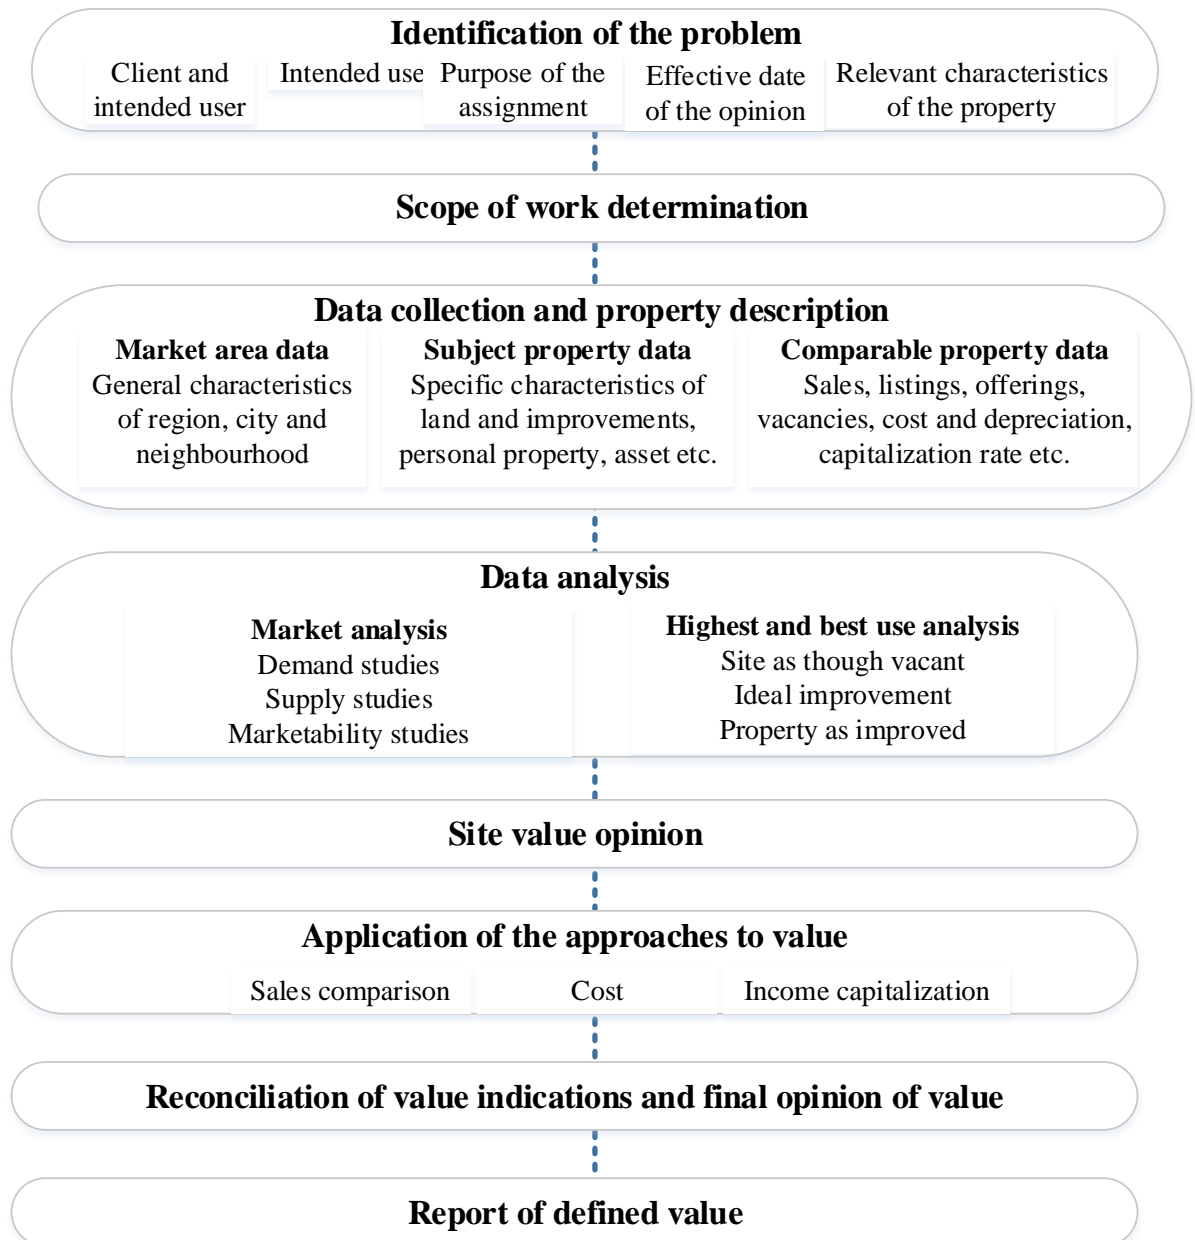 Identification of the problem
Client and
intended user
Intended use
Purpose of the
assignment
Effective date
of the opinion
Relevant characteristics
of the property
Scope of work determination
Data collection and property description
Market area data
General characteristics
of region, city and
neighbourhood
Subject property data
Specific characteristics of
land and improvements,
personal property, asset etc.
Comparable property data
Sales, listings, offerings,
vacancies, cost and depreciation,
capitalization rate etc.
Data analysis
Market analysis
Demand studies
Supply studies
Marketability studies
Highest and best use analysis
Site as though vacant
Ideal improvement
Property as improved
Site value opinion
Application of the approaches to value
Sales comparison
Cost
Income capitalization
Reconciliation of value indications and final opinion of value
Report of defined value